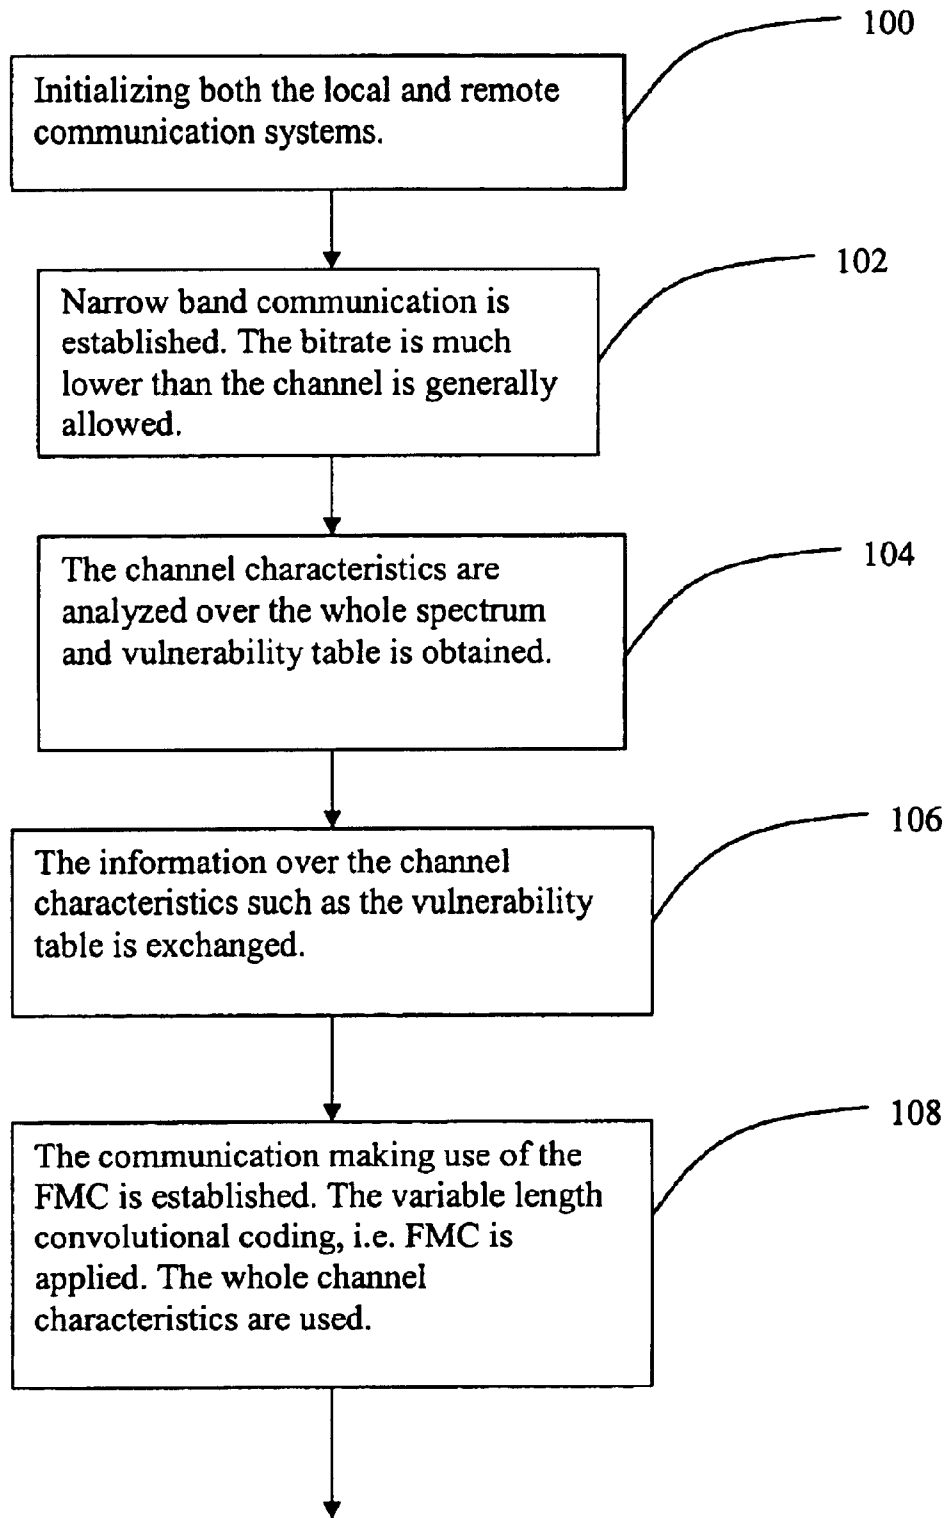 100
Initializing both the local and remote
communication systems.
102
Narrow band communication is
established. The bitrate is much
lower than the channel is generally
allowed.
104
The channel characteristics are
analyzed over the whole spectrum
and vulnerability table is obtained.
106
The information over the channel
characteristics such as the vulnerability
table is exchanged.
108
The communication making use of the
FMC is established. The variable length
convolutional coding, i.e. FMC is
applied. The whole channel
characteristics are used.